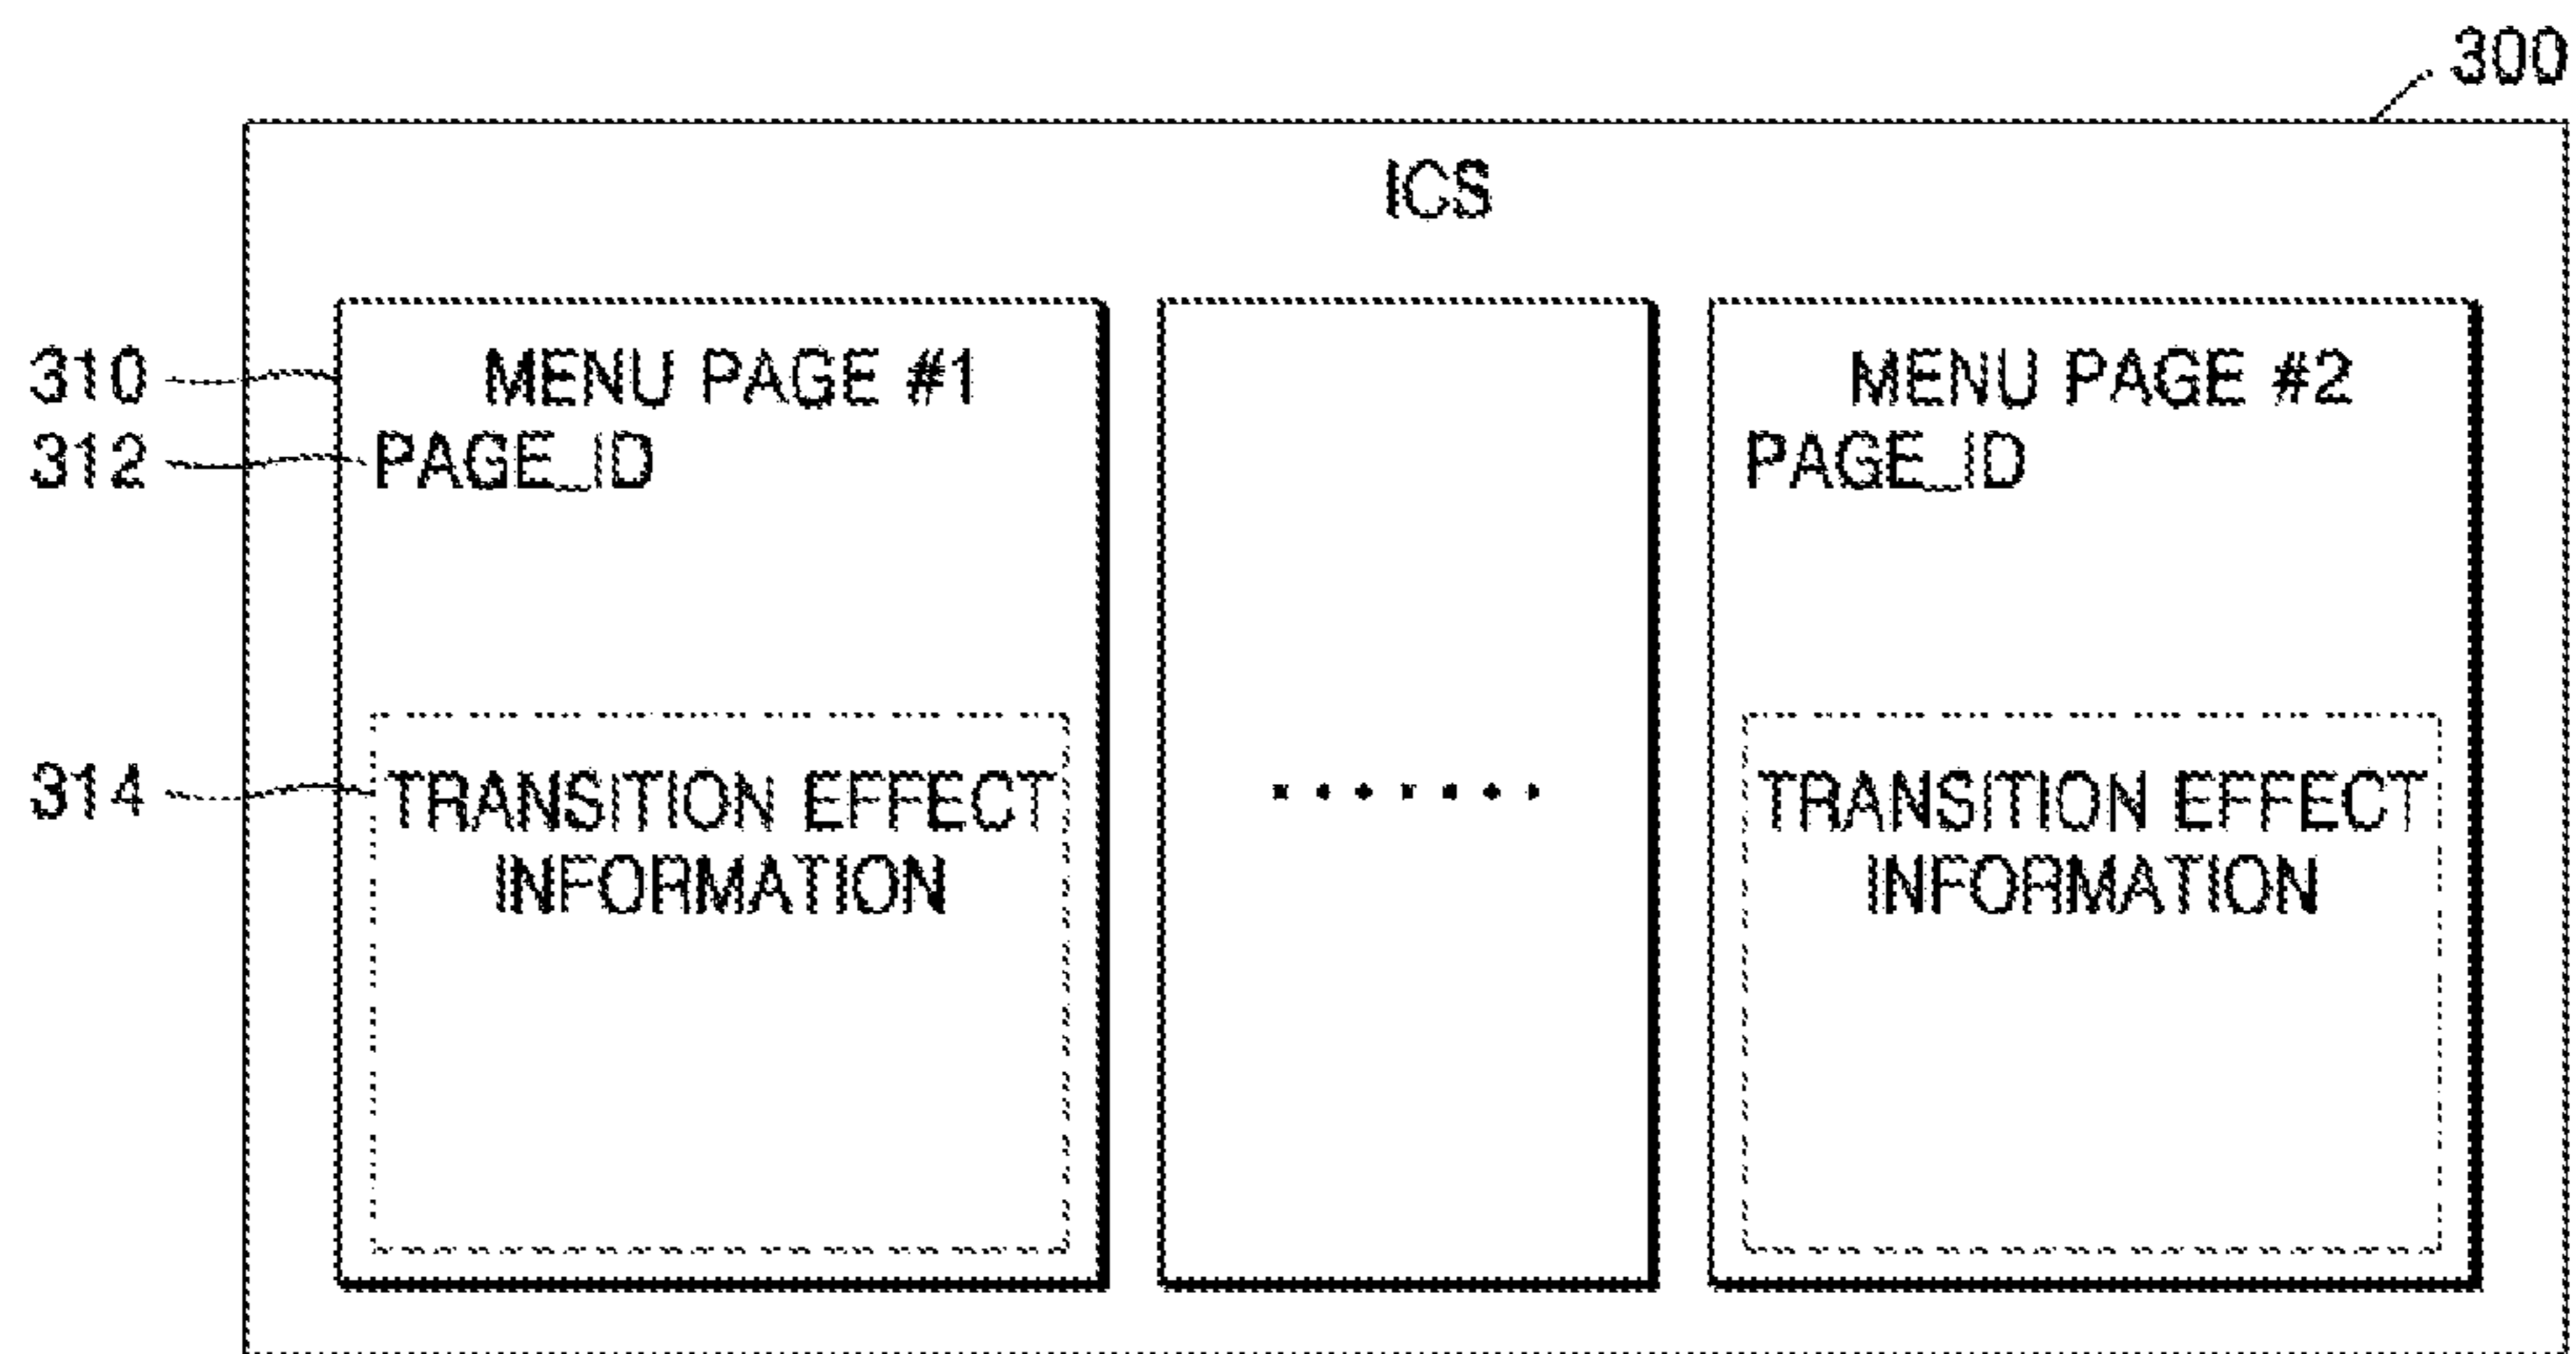 300
ICS
310
MENU PAGE #1
312
PAGE_ID
314
TRANSITION EFFECT
INFORMATION
.......
MENU PAGE #2
PAGE_ID
TRANSITION EFFECT
INFORMATION